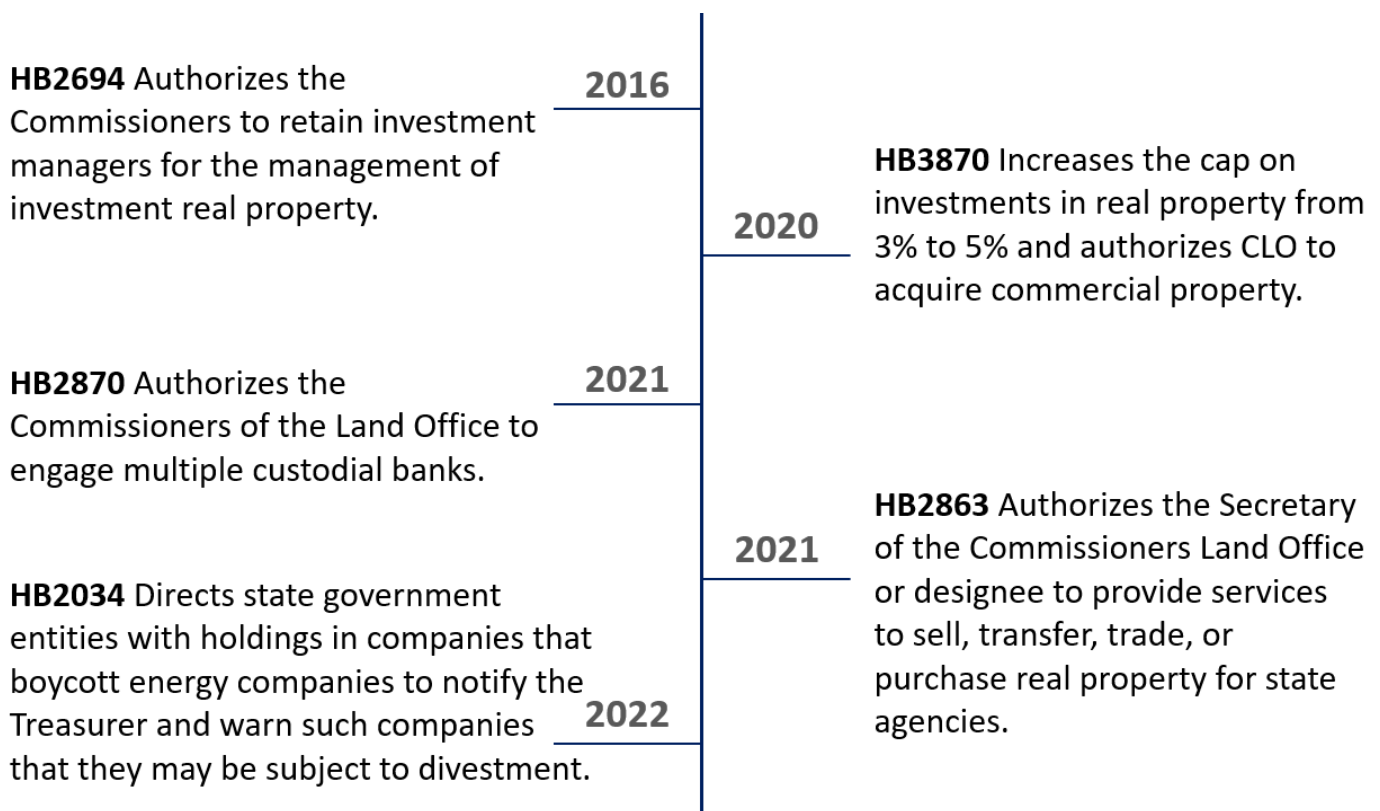 2016
HB2694 Authorizes the
Commissioners to retain investment
managers for the management of
investment real property.
2020
HB3870 Increases the cap on
investments in real property from
3% to 5% and authorizes CLO to
acquire commercial property.
2021
HB2870 Authorizes the
Commissioners of the Land Office to
engage multiple custodial banks.
2021
HB2863 Authorizes the Secretary
of the Commissioners Land Office
or designee to provide services
to sell, transfer, trade, or
purchase real property for state
agencies.
2022
HB2034 Directs state government
entities with holdings in companies that
boycott energy companies to notify the
Treasurer and warn such companies
that they may be subject to divestment.